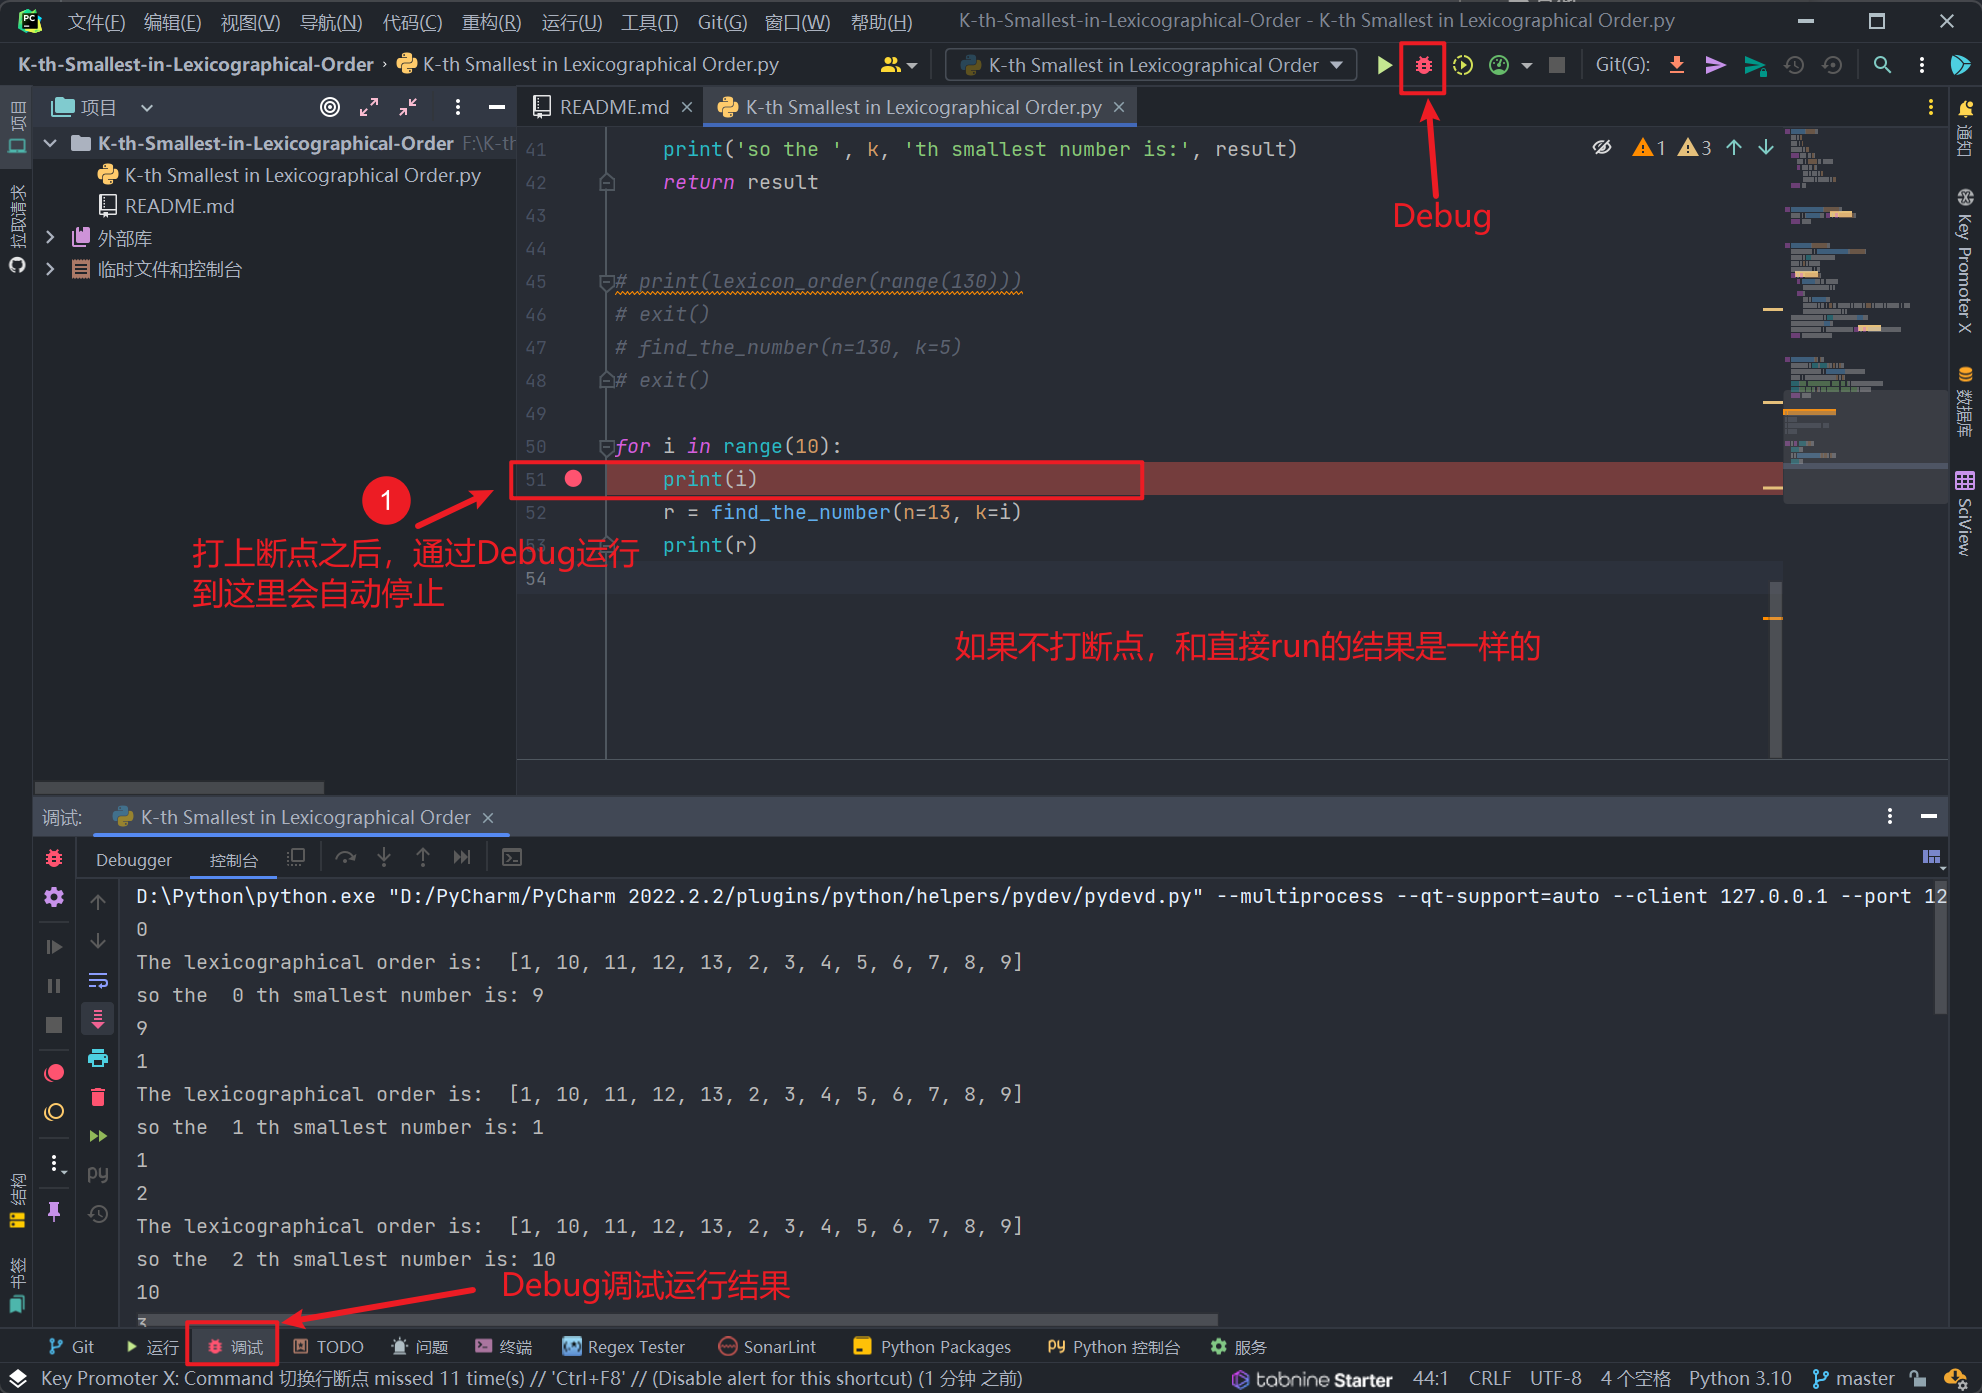 文件(F) 编辑(E) 视图(V) 导航(N) 代码(C) 重构(R) 运行(U) 工具(T) Git(G) 窗口(W) 帮助(H) K-th-Smallest-in-Lexicographical-Order - K-th Smallest in Lexicographical Order.py
K-th-Smallest-in-Lexicographical-Order › K-th Smallest in Lexicographical Order.py K-th Smallest in Lexicographical Order Git(G):
项目 README.md K-th Smallest in Lexicographical Order.py
项目
拉取请求
K-th-Smallest-in-Lexicographical-Order F:\K-th
K-th Smallest in Lexicographical Order.py
README.md
外部库
临时文件和控制台
41 print('so the ', k, 'th smallest number is:', result)
1 3
42 return result
43
44
45 # print(lexicon_order(range(130)))
46 # exit()
47 # find_the_number(n=130, k=5)
48 # exit()
49
50 for i in range(10):
51 print(i)
52 r = find_the_number(n=13, k=i)
53 print(r)
54
Debug
1
打上断点之后，通过Debug运行
到这里会自动停止
如果不打断点，和直接run的结果是一样的
通知
Key Promoter X
数据库
SciView
调试: K-th Smallest in Lexicographical Order
Debugger 控制台
D:\Python\python.exe "D:/PyCharm/PyCharm 2022.2.2/plugins/python/helpers/pydev/pydevd.py" --multiprocess --qt-support=auto --client 127.0.0.1 --port 12
0
The lexicographical order is:  [1, 10, 11, 12, 13, 2, 3, 4, 5, 6, 7, 8, 9]
so the  0 th smallest number is: 9
9
1
The lexicographical order is:  [1, 10, 11, 12, 13, 2, 3, 4, 5, 6, 7, 8, 9]
so the  1 th smallest number is: 1
1
2
The lexicographical order is:  [1, 10, 11, 12, 13, 2, 3, 4, 5, 6, 7, 8, 9]
so the  2 th smallest number is: 10
10
3
Debug调试运行结果
结构
书签
Git 运行 调试 TODO 问题 终端 Regex Tester SonarLint Python Packages Python 控制台 服务
Key Promoter X: Command 切换行断点 missed 11 time(s) // 'Ctrl+F8' // (Disable alert for this shortcut) (1 分钟 之前) tabnine Starter 44:1 CRLF UTF-8 4 个空格 Python 3.10 master